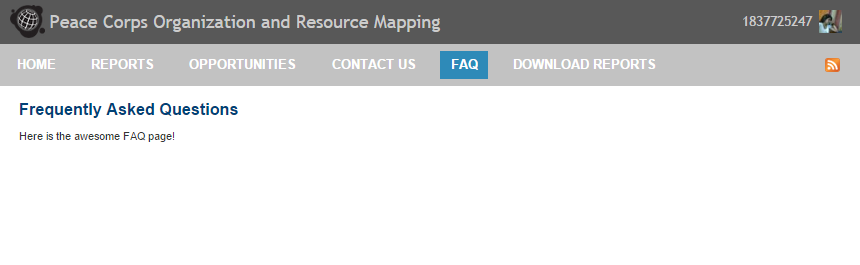 Peace Corps Organization and Resource Mapping
1837725247
HOME REPORTS OPPORTUNITIES CONTACT US FAQ DOWNLOAD REPORTS
Frequently Asked Questions
Here is the awesome FAQ page!